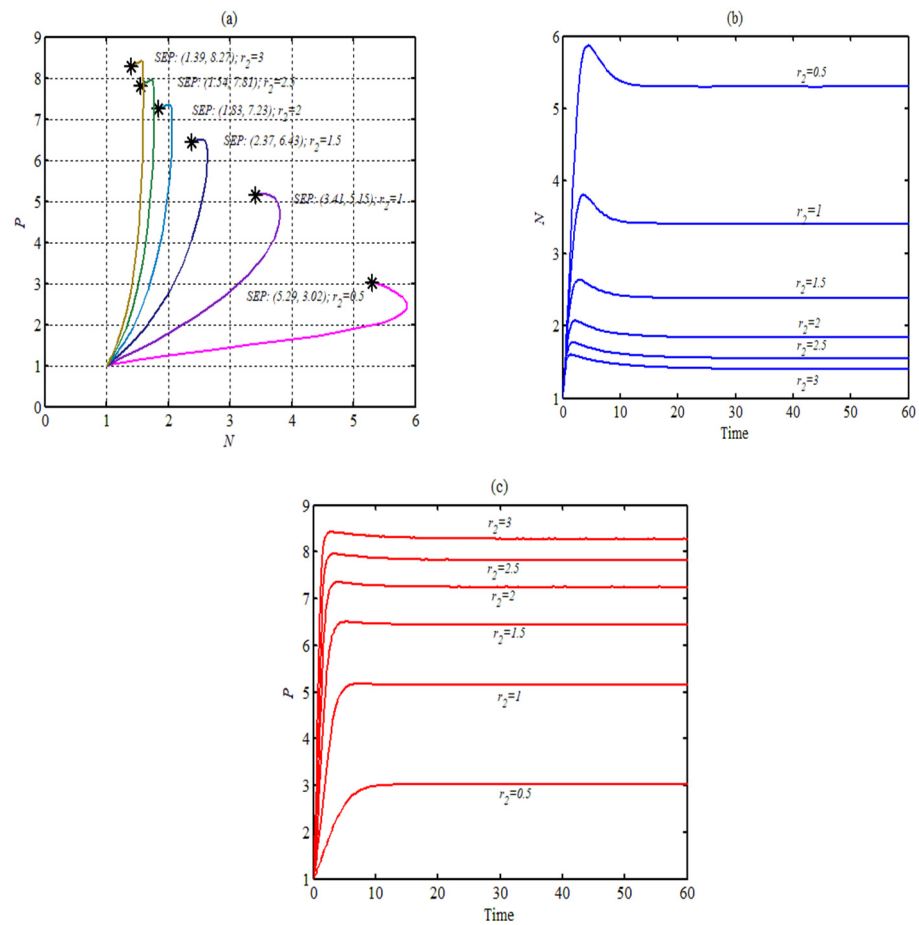 (a)
9
8
7
6
5
4
3
2
1
0
P
SEP: (1.39, 8.27); r2=3
SEP: (1.54, 7.81); r2=2.5
SEP: (1.83, 7.23); r2=2
SEP: (2.37, 6.43); r2=1.5
SEP: (3.41, 5.15); r2=1
SEP: (5.29, 3.02); r2=0.5
0 1 2 3 4 5 6
N
(b)
6
5
4
3
2
1
N
r2=0.5
r2=1
r2=1.5
r2=2
r2=2.5
r2=3
0 10 20 30 40 50 60
Time
(c)
9
8
7
6
5
4
3
2
1
P
r2=3
r2=2.5
r2=2
r2=1.5
r2=1
r2=0.5
0 10 20 30 40 50 60
Time